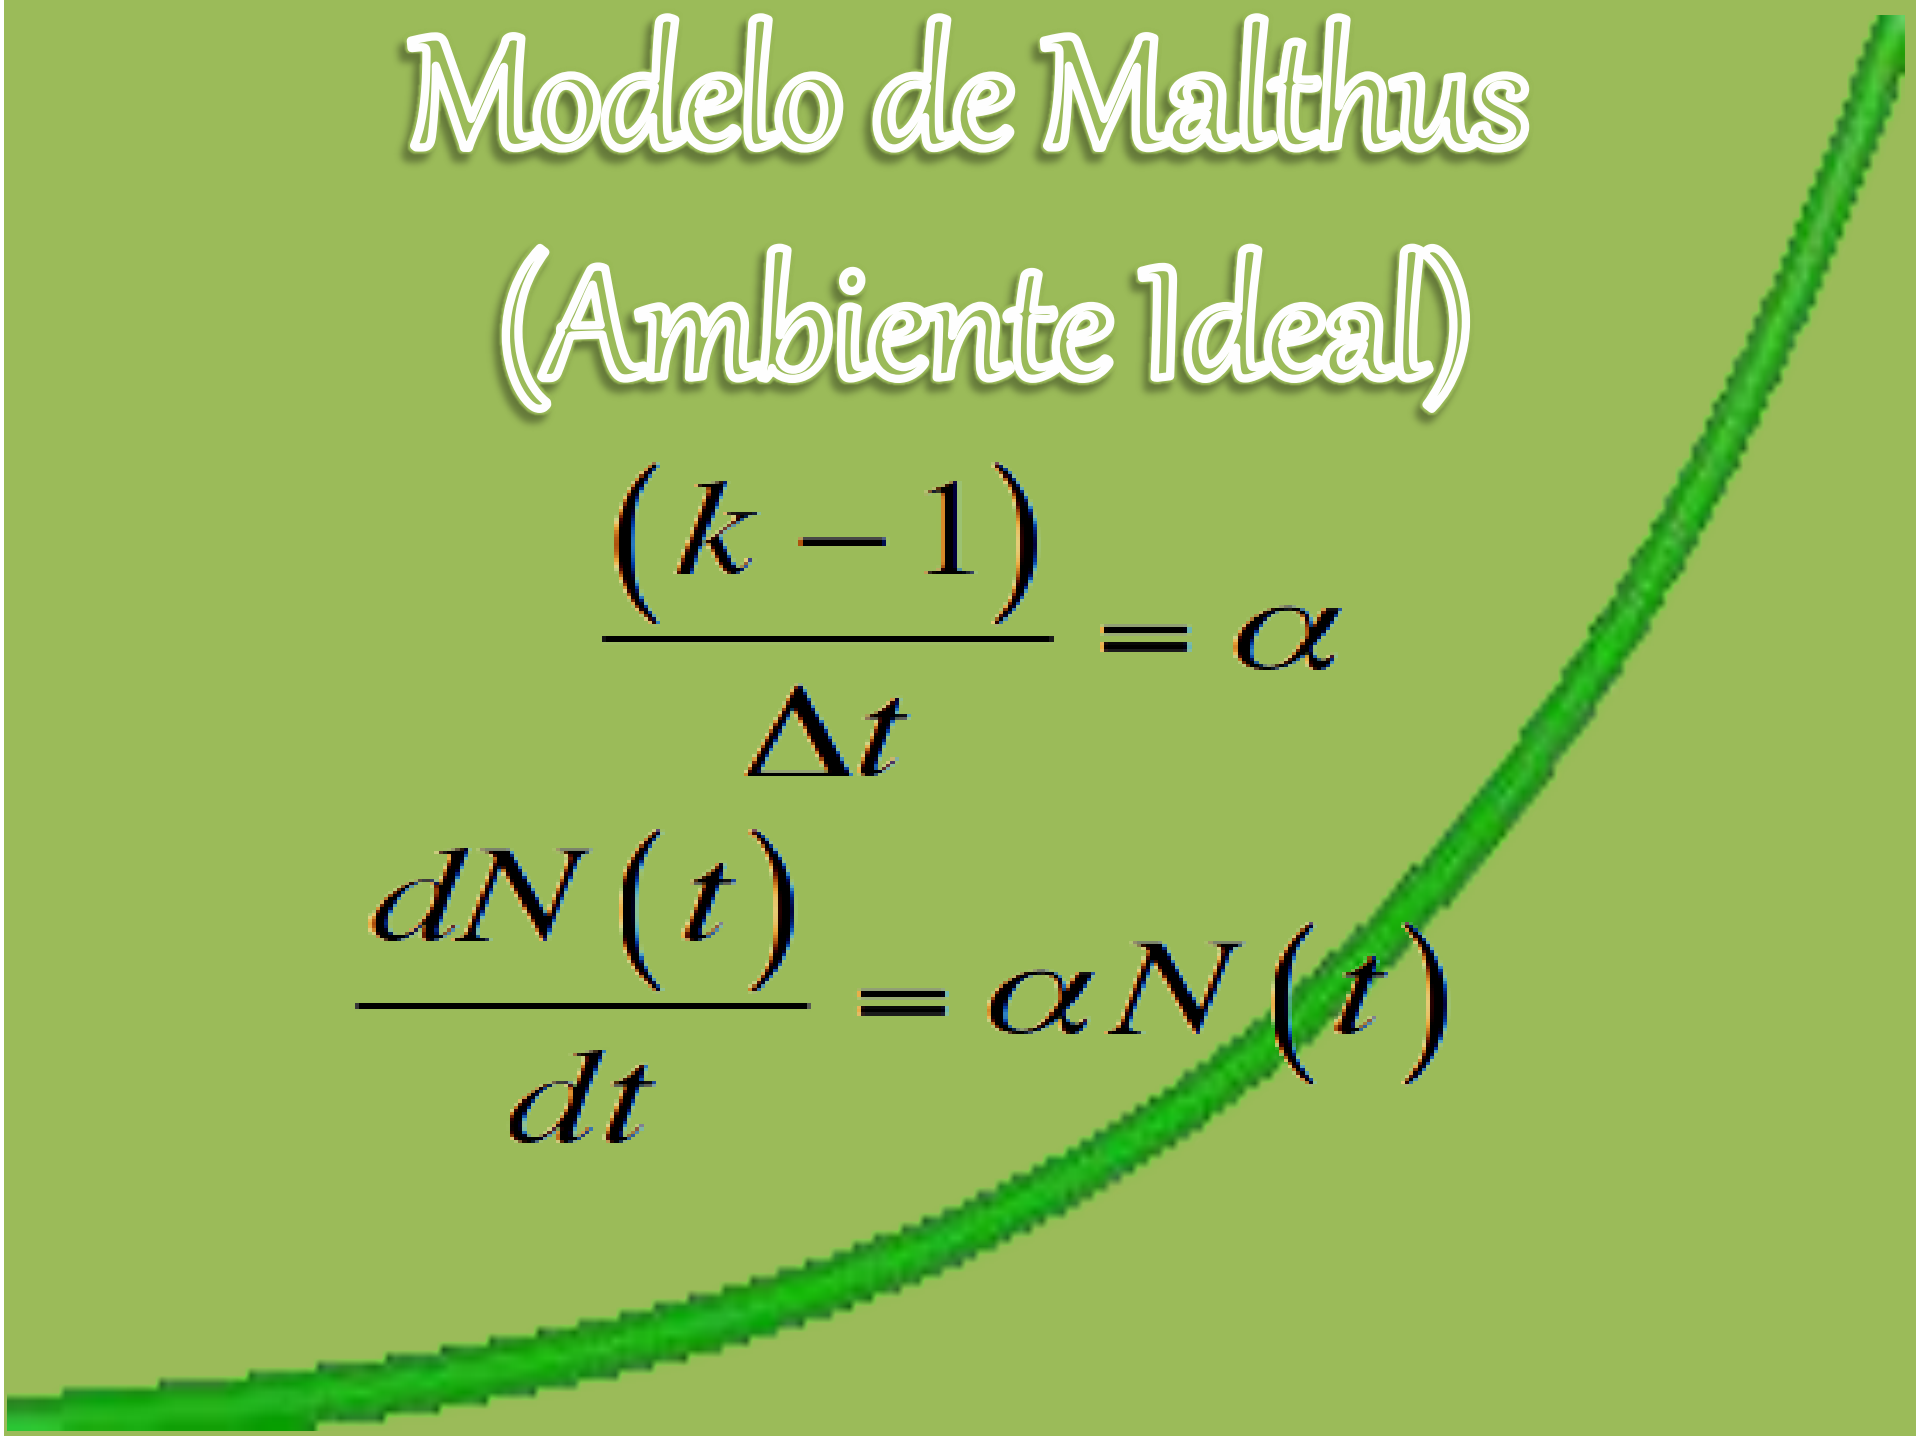 Modelo de Malthus
(Ambiente Ideal)
(k − 1) / Δt = α
dN(t) / dt = αN(t)